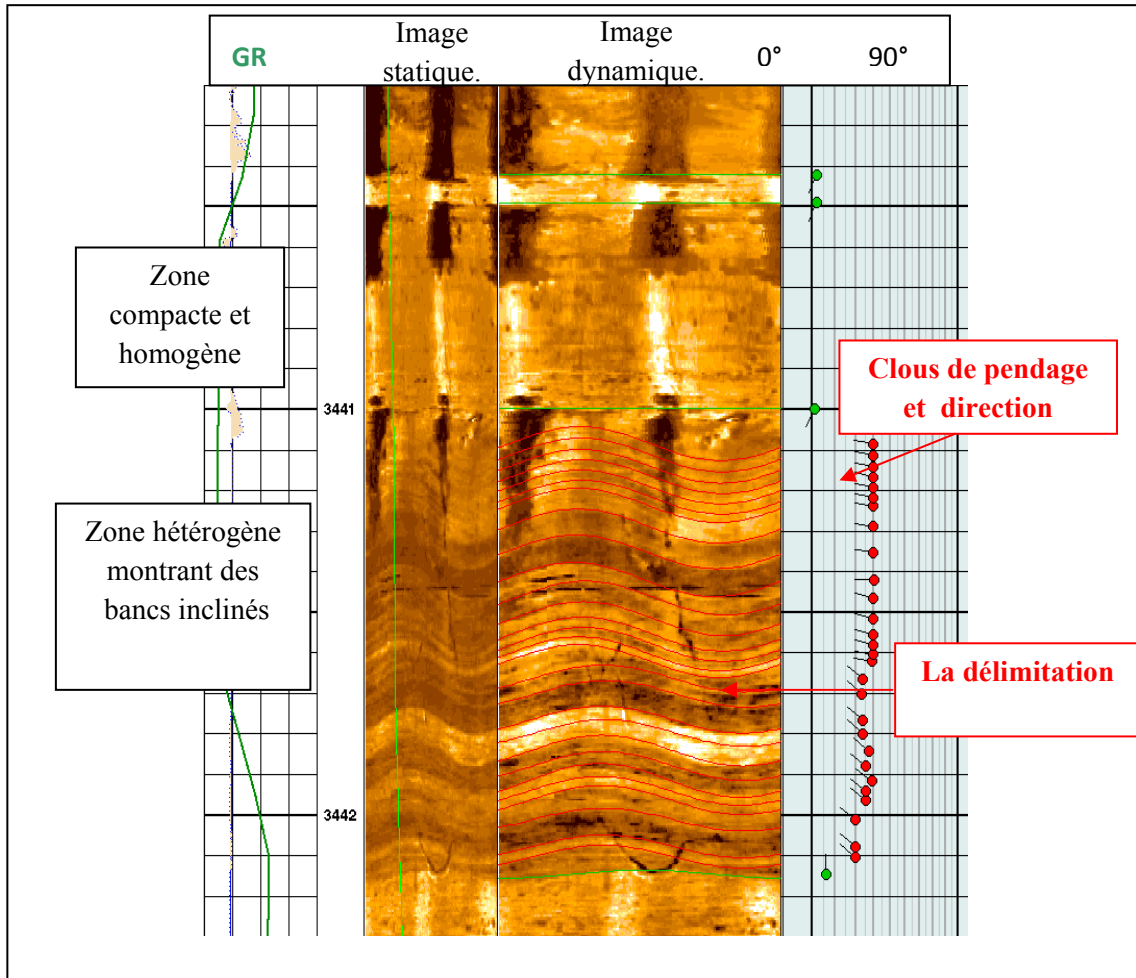 GR
Image
statique.
Image
dynamique.
0°
90°
Zone
compacte et
homogène
3441
Clous de pendage
et direction
Zone hétérogène
montrant des
bancs inclinés
La délimitation
3442